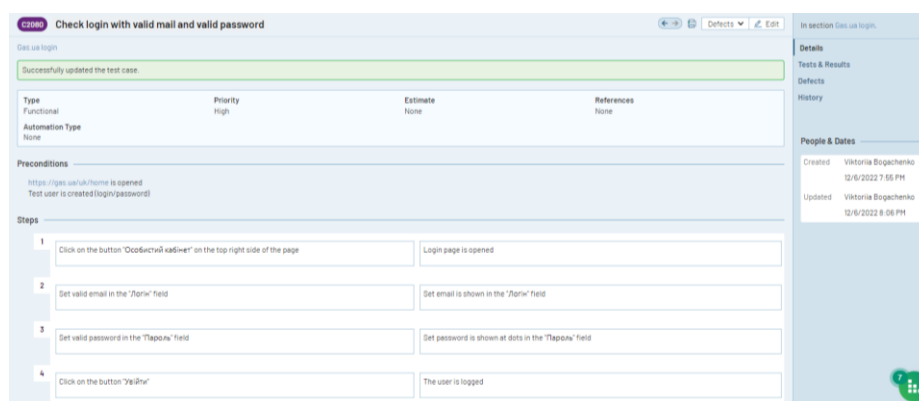 C2080 Check login with valid mail and valid password Defects Edit
In section Gas.ua login.
Gas.ua login
Details
Successfully updated the test case.
Tests & Results
Defects
Type Priority Estimate References
History
Functional High None None
Automation Type
None
People & Dates
Preconditions
Created Viktoriia Bogachenko
12/6/2022 7:55 PM
https://gas.ua/uk/home is opened
Test user is created (login/password)
Updated Viktoriia Bogachenko
12/6/2022 8:06 PM
Steps
1
Click on the button "Особистий кабінет" on the top right side of the page Login page is opened
2
Set valid email in the "Логін" field Set email is shown in the "Логін" field
3
Set valid password in the "Пароль" field Set password is shown at dots in the "Пароль" field
4
Click on the button "Увійти" The user is logged
7